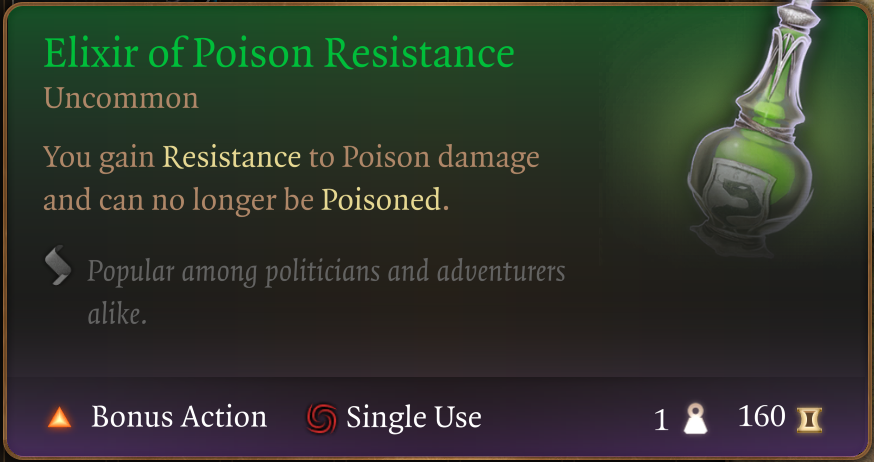 Elixir of Poison Resistance
Uncommon
You gain Resistance to Poison damage
and can no longer be Poisoned.
Popular among politicians and adventurers
alike.
Bonus Action Single Use 1 160